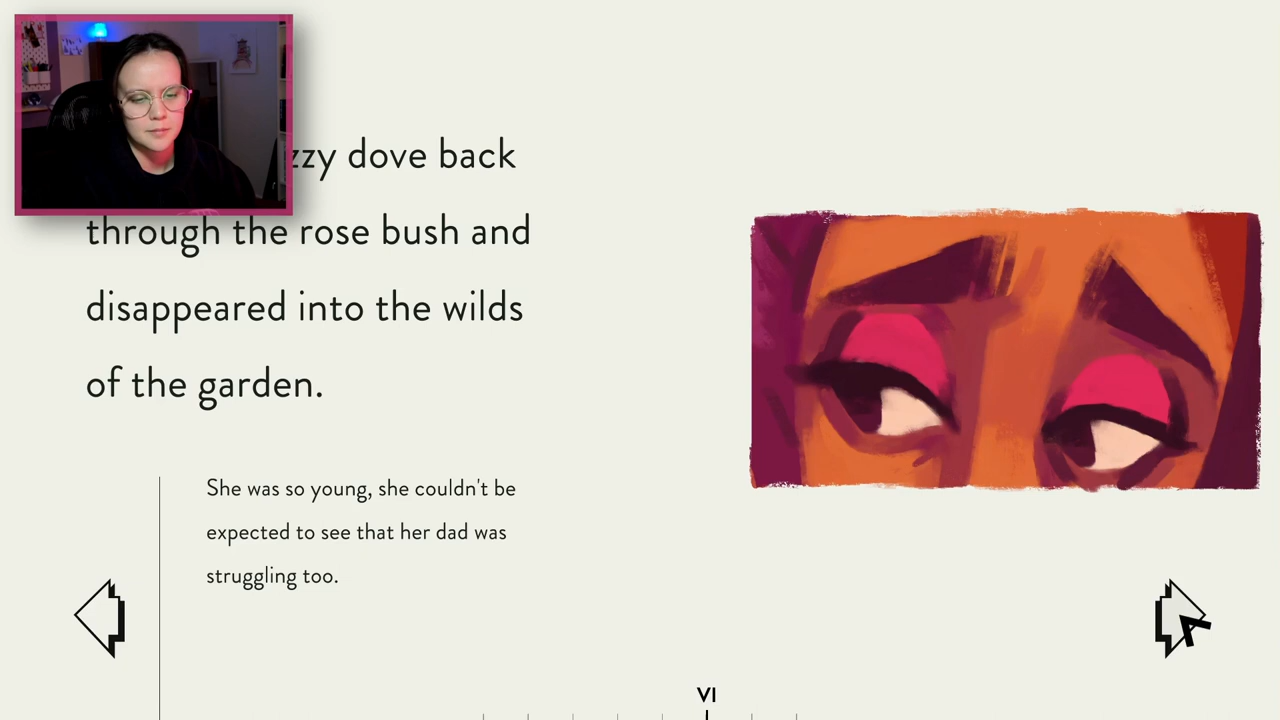 dove back
through the rose bush and
disappeared into the wilds
of the garden.
She was so young, she couldn't be
expected to see that her dad was
struggling too.
VI